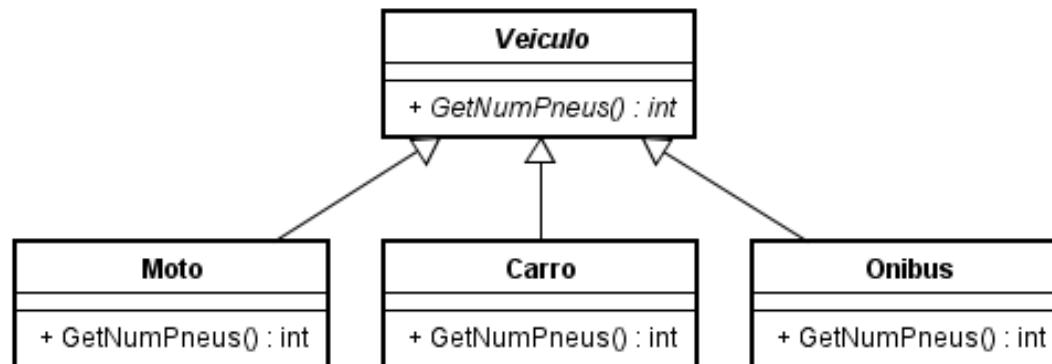 Veiculo
+ GetNumPneus() : int
Moto
Carro
Onibus
+ GetNumPneus() : int
+ GetNumPneus() : int
+ GetNumPneus() : int